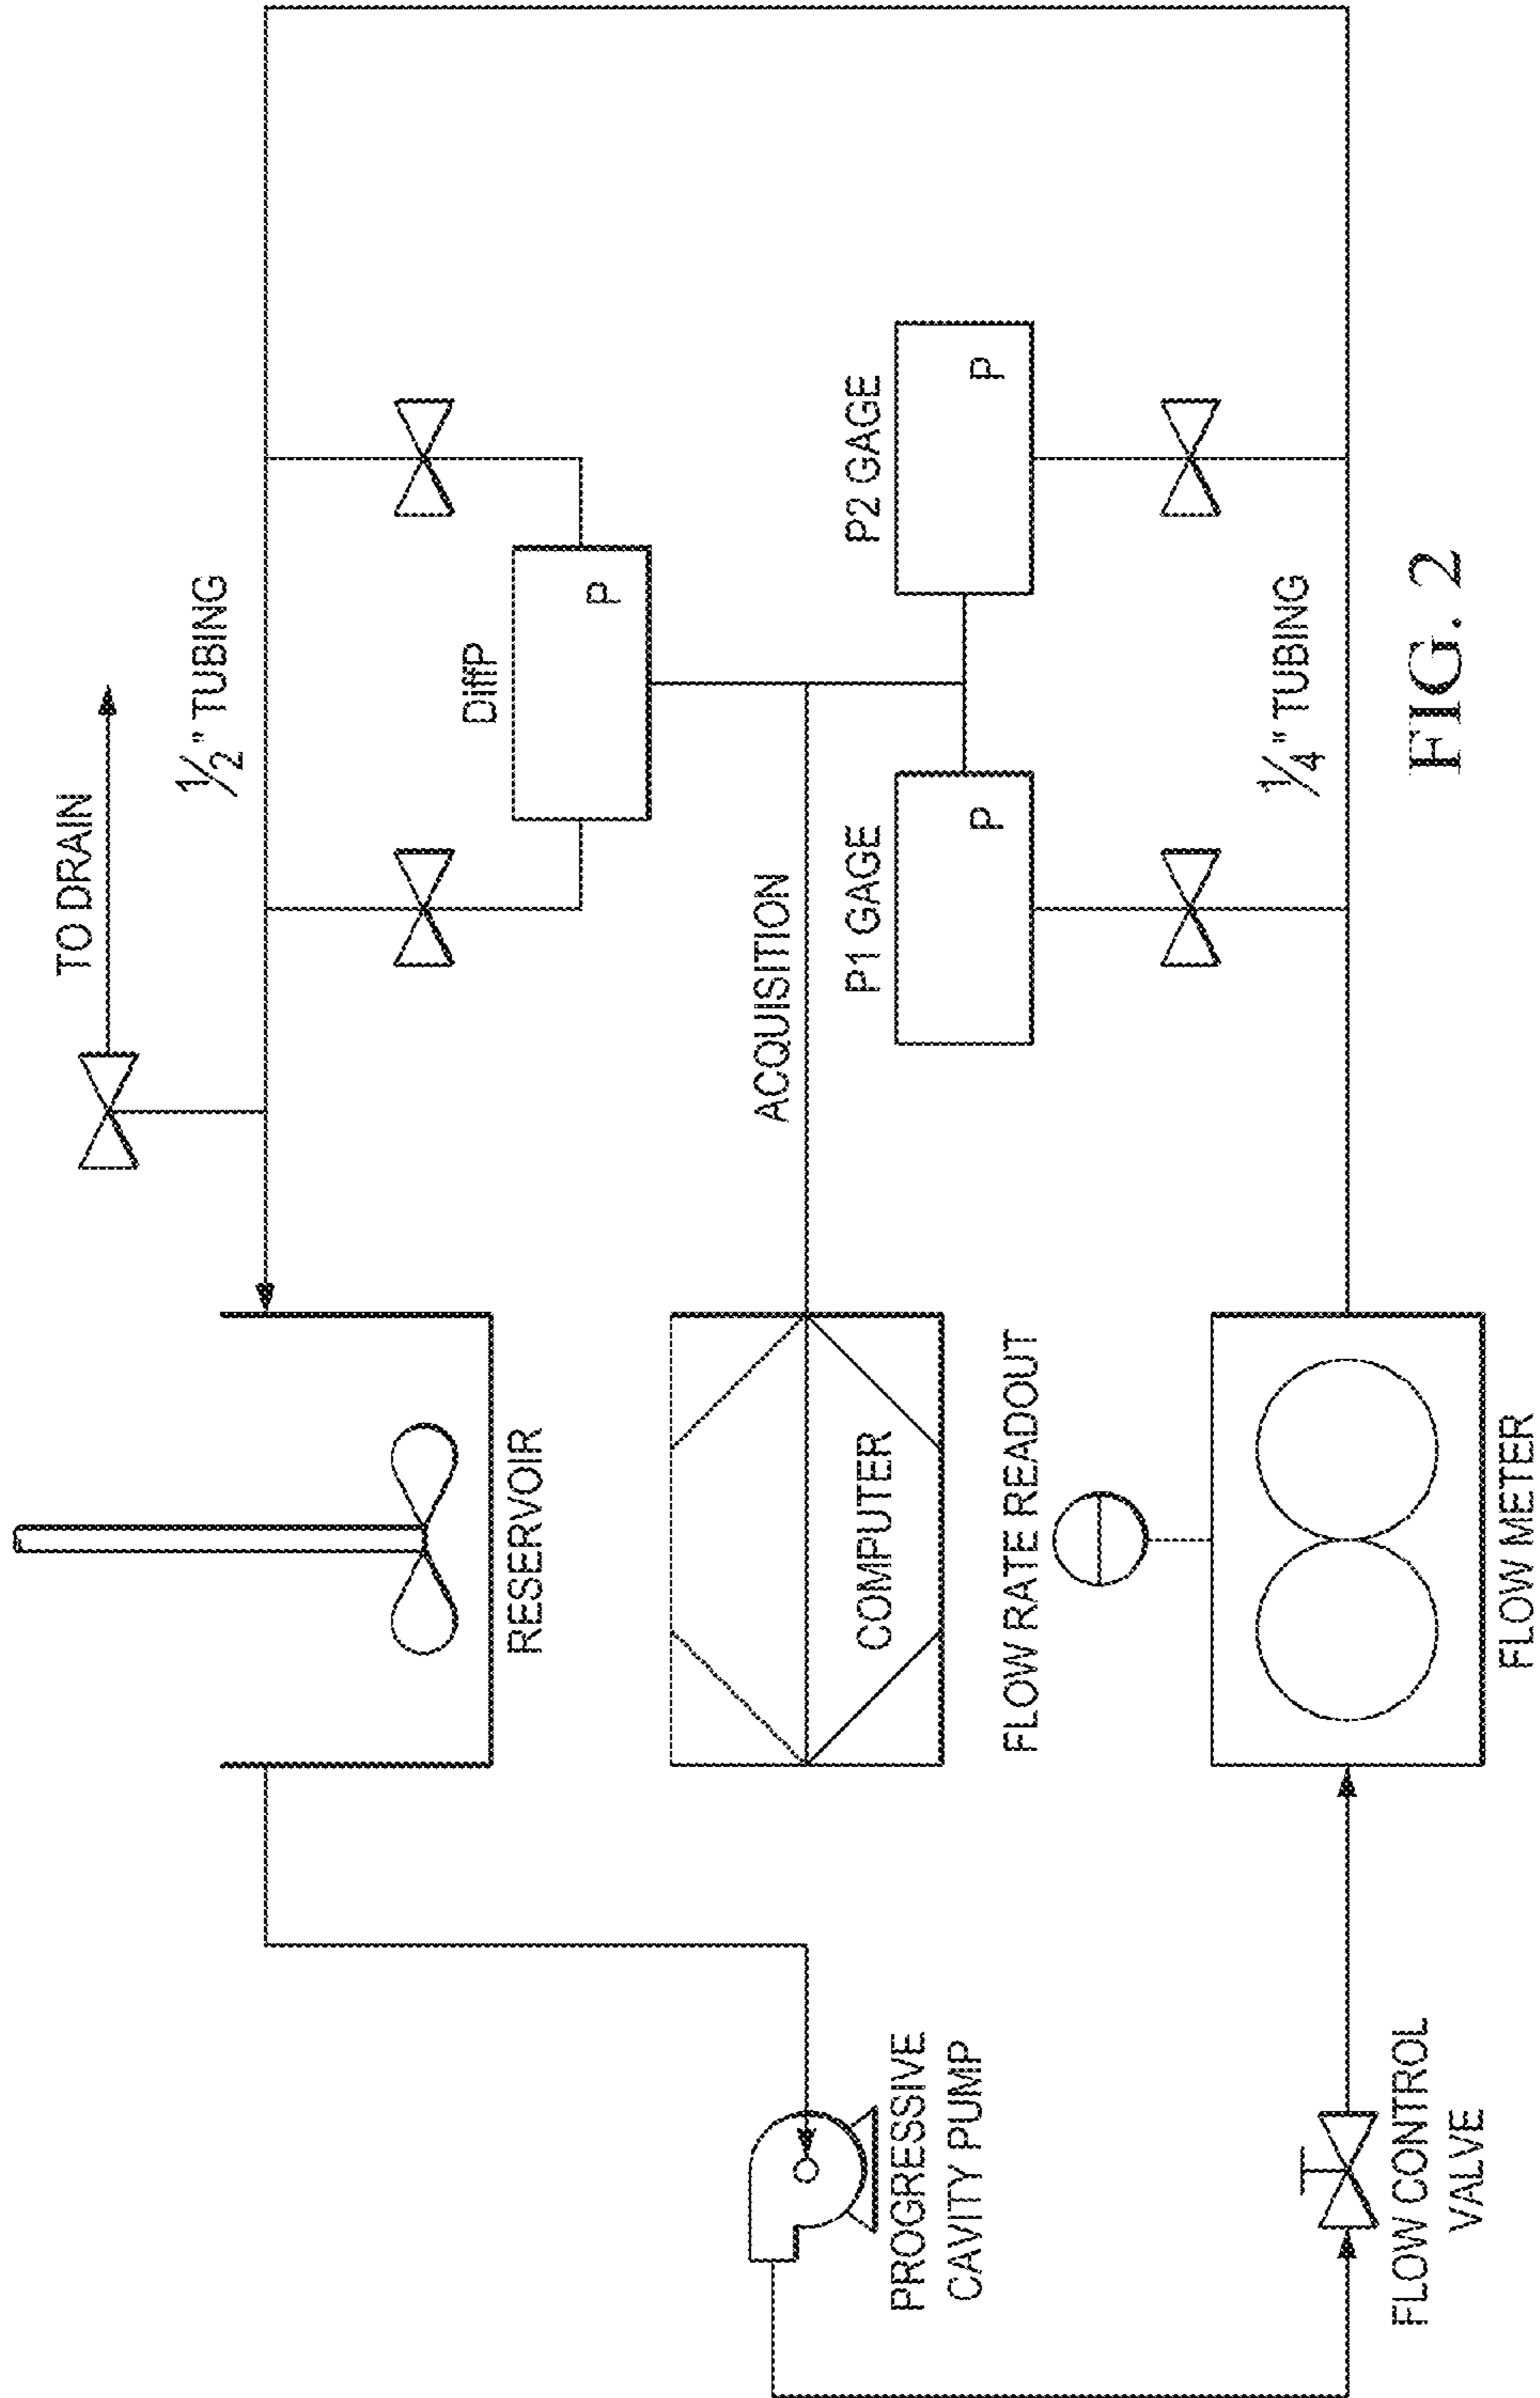 TO DRAIN
1/2" TUBING
DiffP
P
RESERVOIR
ACQUISITION
COMPUTER
PROGRESSIVE
CAVITY PUMP
P1 GAGE
P
P2 GAGE
P
FLOW RATE READOUT
1/4" TUBING
FLOW CONTROL
VALVE
FLOW METER
FIG. 2